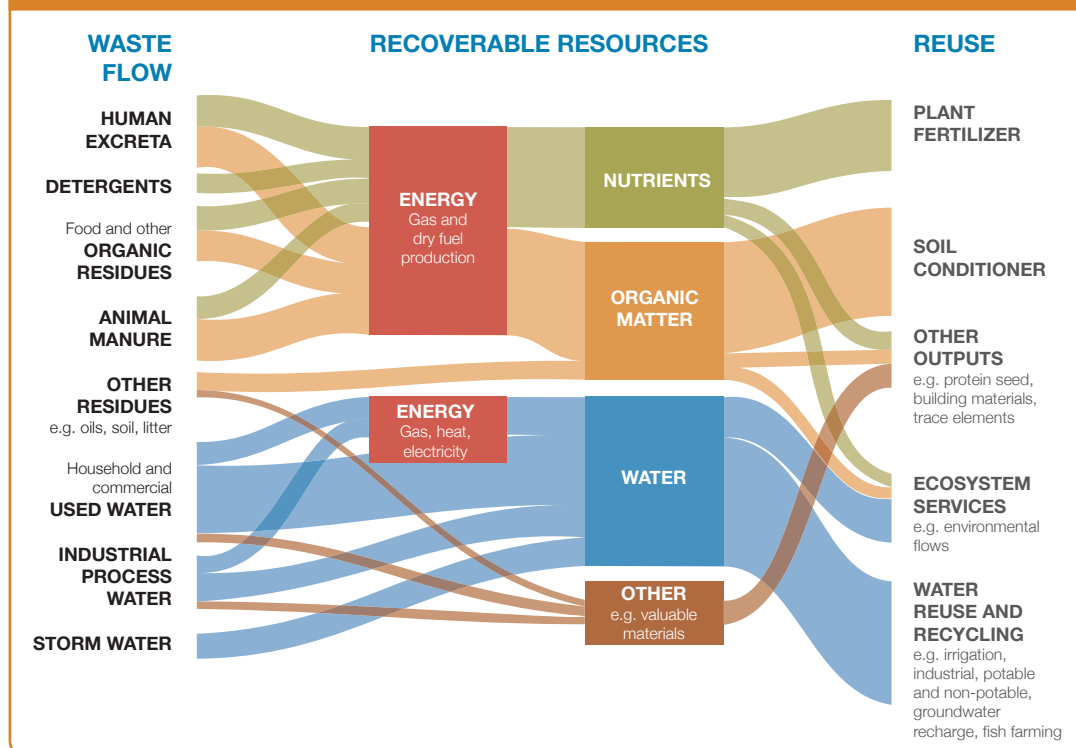 WASTE
FLOW
RECOVERABLE RESOURCES
REUSE
HUMAN
EXCRETA
DETERGENTS
Food and other
ORGANIC
RESIDUES
ANIMAL
MANURE
OTHER
RESIDUES
e.g. oils, soil, litter
Household and
commercial
USED WATER
INDUSTRIAL
PROCESS
WATER
STORM WATER
ENERGY
Gas and
dry fuel
production
ENERGY
Gas, heat,
electricity
NUTRIENTS
ORGANIC
MATTER
WATER
OTHER
e.g. valuable
materials
PLANT
FERTILIZER
SOIL
CONDITIONER
OTHER
OUTPUTS
e.g. protein seed,
building materials,
trace elements
ECOSYSTEM
SERVICES
e.g. environmental
flows
WATER
REUSE AND
RECYCLING
e.g. irrigation,
industrial, potable
and non-potable,
groundwater
recharge, fish farming